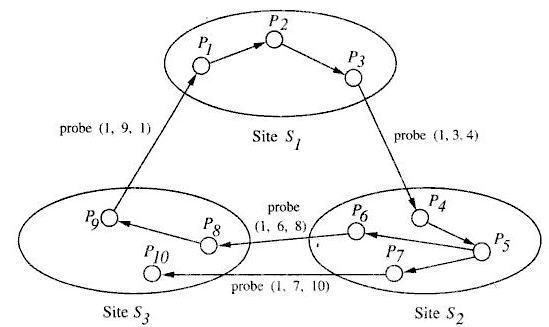 P2
P1
P3
probe (1, 9, 1)
Site S1
probe (1, 3. 4)
P9
P8
probe
(1, 6, 8)
P6
P4
P10
P7
P5
probe (1, 7, 10)
Site S3
Site S2